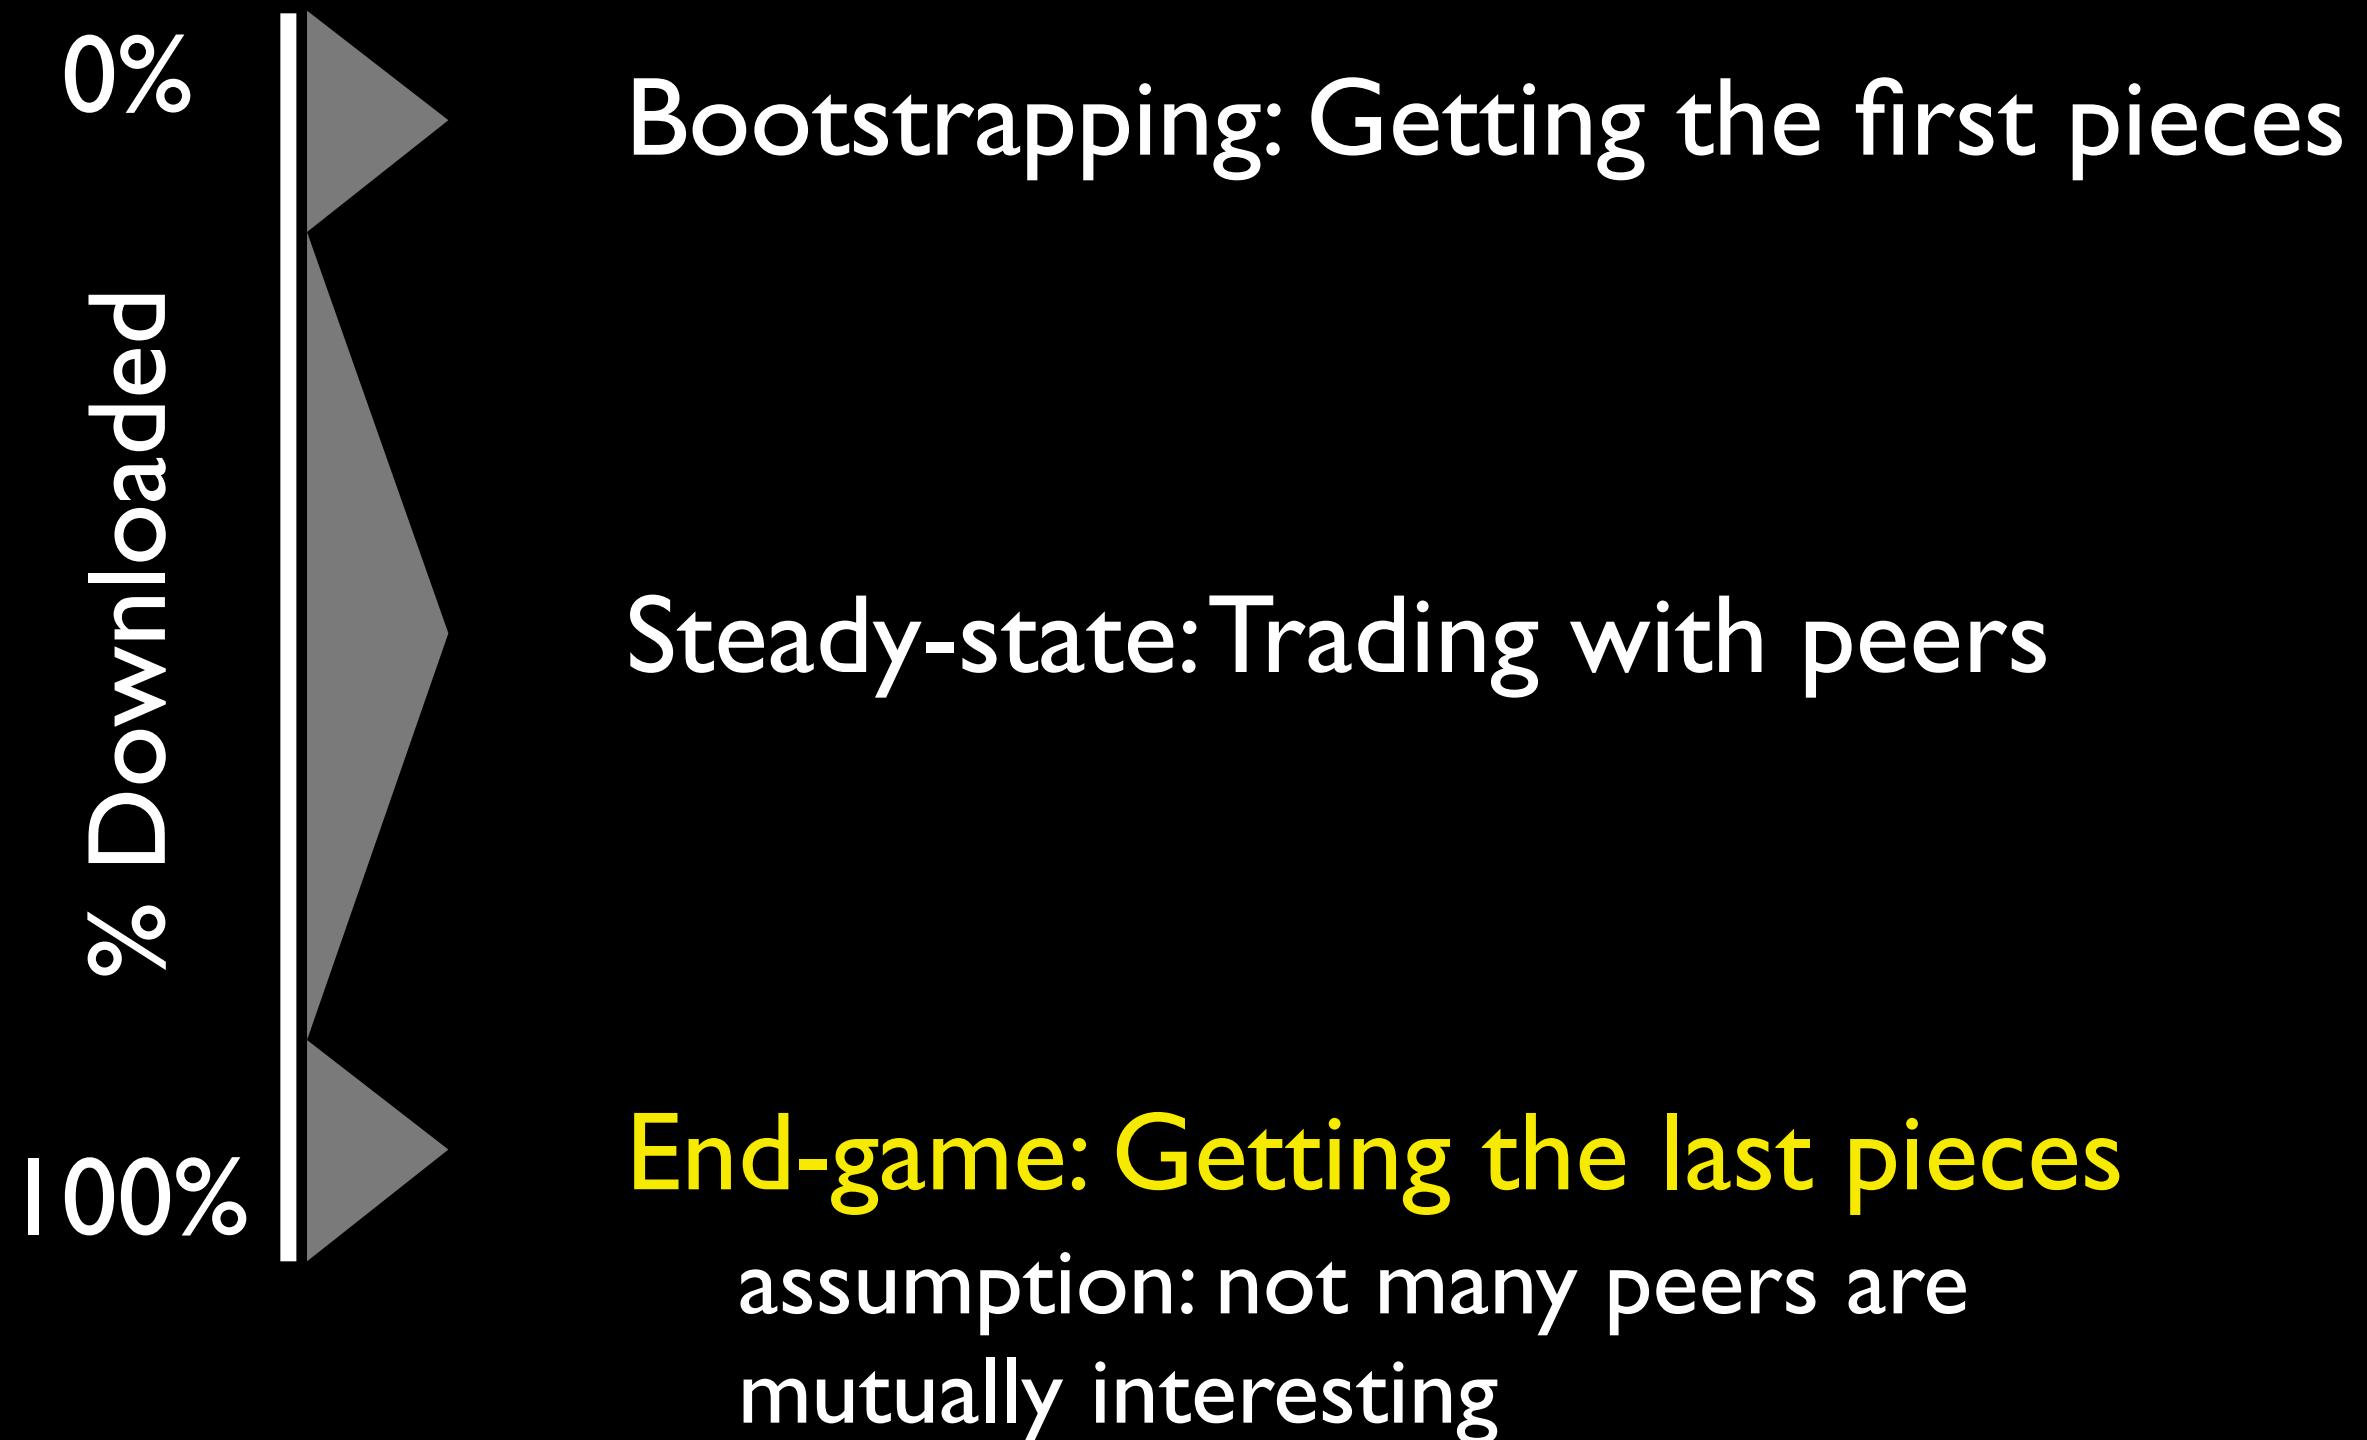 0%
Bootstrapping: Getting the first pieces
% Downloaded
Steady-state: Trading with peers
End-game: Getting the last pieces
100%
assumption: not many peers are
mutually interesting